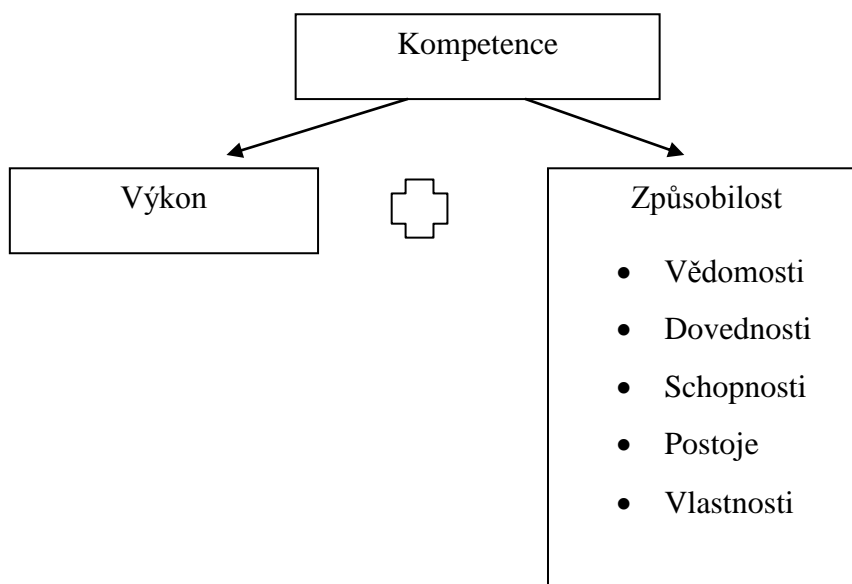 Kompetence
Výkon
Způsobilost
• Vědomosti
• Dovednosti
• Schopnosti
• Postoje
• Vlastnosti